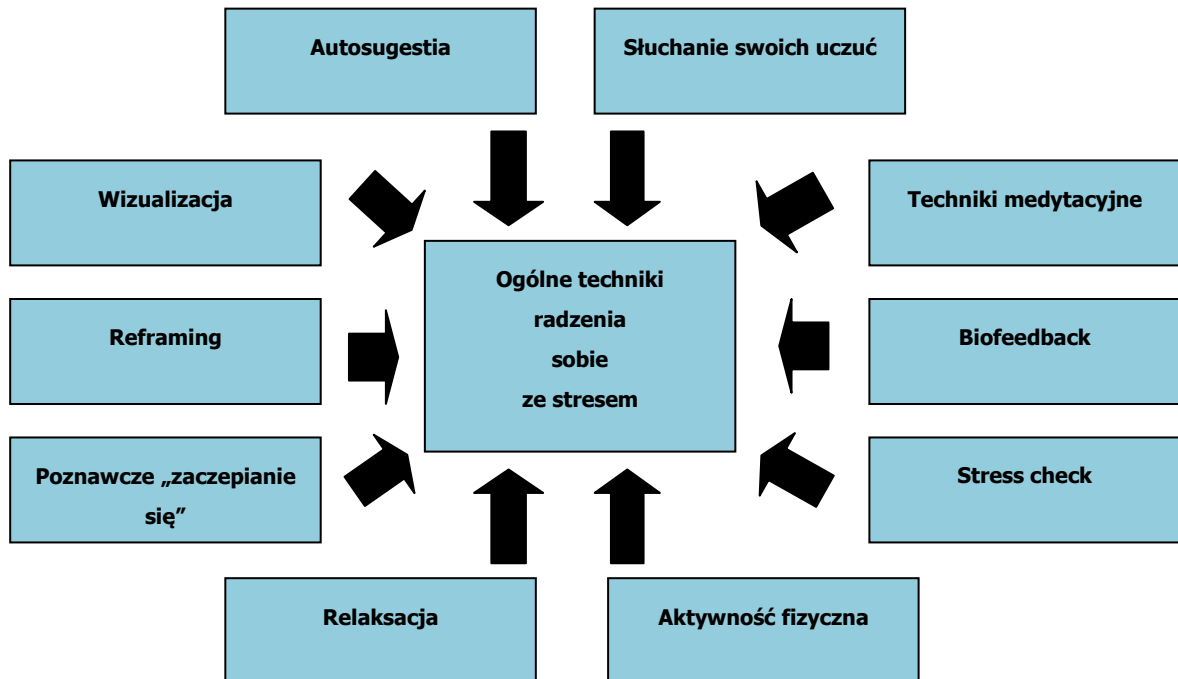 Autosugestia
Słuchanie swoich uczuć
Wizualizacja
Techniki medytacyjne
Ogólne techniki
radzenia
sobie
ze stresem
Reframing
Biofeedback
Poznawcze „zaczepianie
się”
Stress check
Relaksacja
Aktywność fizyczna